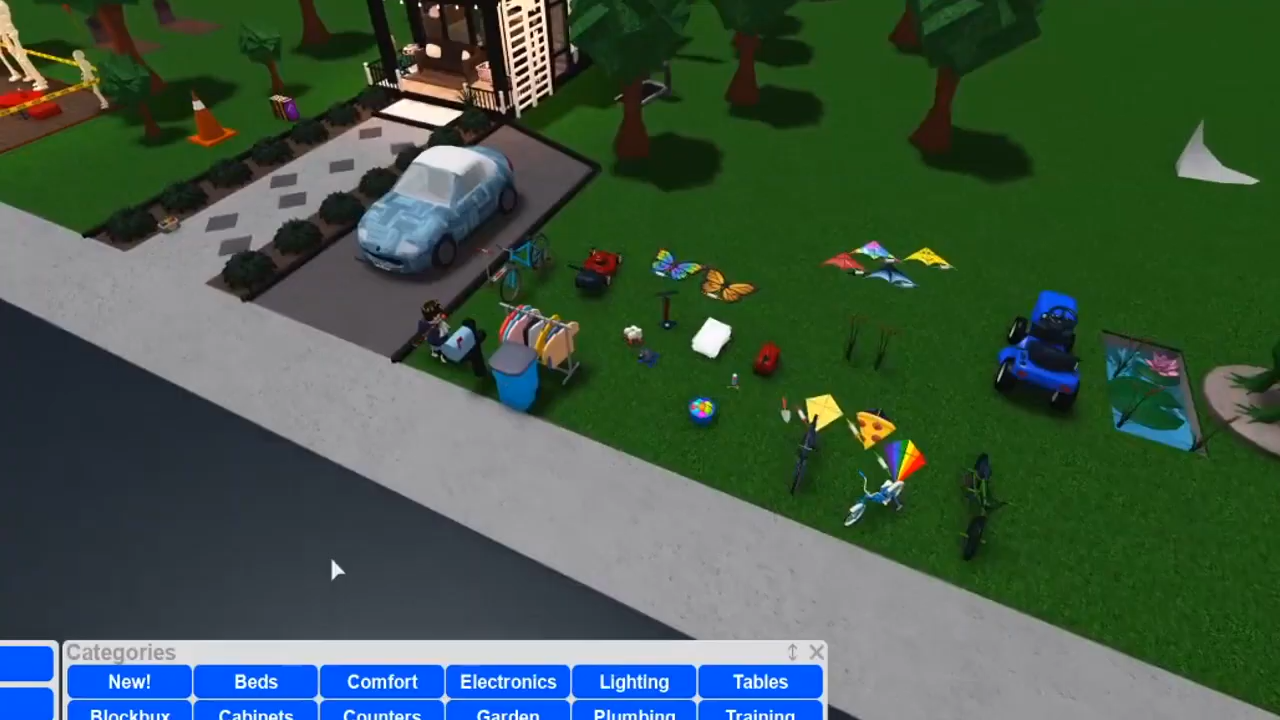 Categories
New! Beds Comfort Electronics Lighting Tables
Blockbux Cabinets Counters Garden Plumbing Training